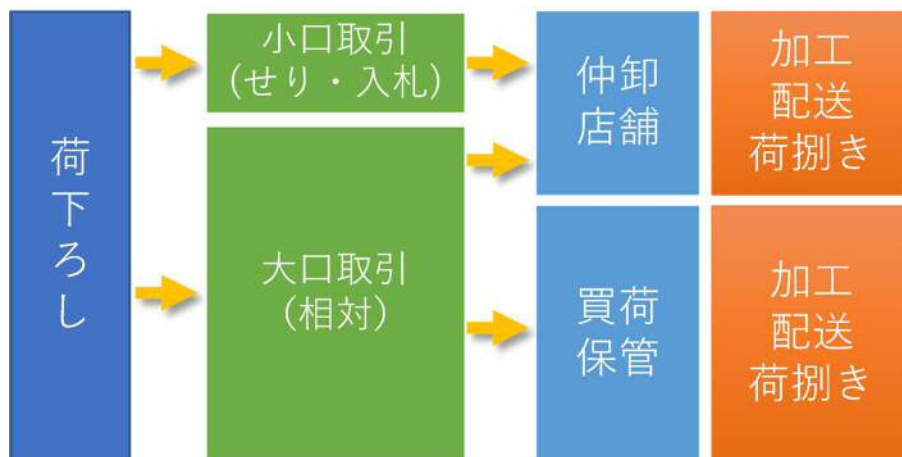 荷下ろし
小口取引
(せり・入札)
大口取引
(相対)
仲卸
店舗
加工
配送
荷捌き
買荷
保管
加工
配送
荷捌き